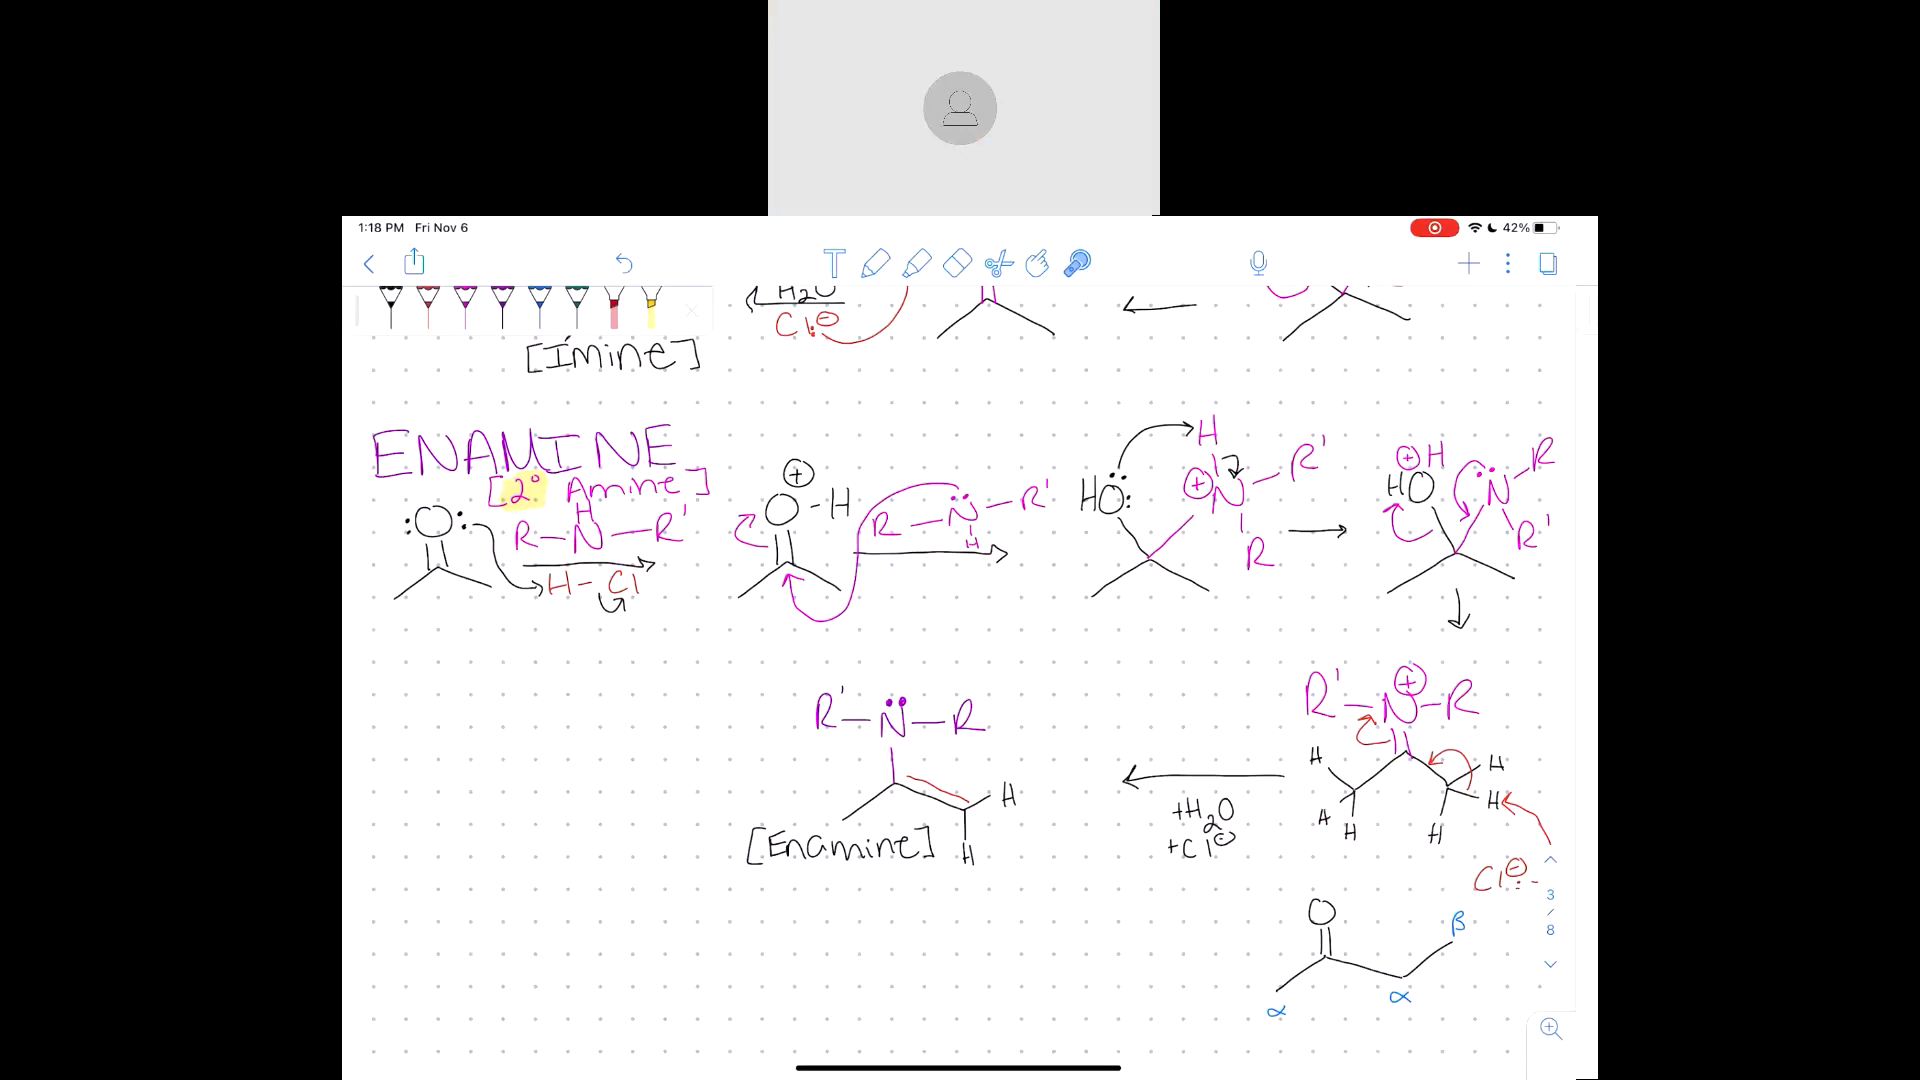 1:18 PM Fri Nov 6
42%
T
H2O
Cl:⊖
[Imine]
ENAMINE
[2° Amine]
H
:O:
R-N-R'
H-Cl
⊕
O-H
R-N-R'
H
H
HO:
⊕N-R'
R
⊕H
HO
N-R
R'
R'-N-R
[Enamine]
H
H
+H2O
+Cl⊖
R'-N-R
⊕
H
H
H
H
H
H
Cl⊖
3
/
8
O
β
α
α